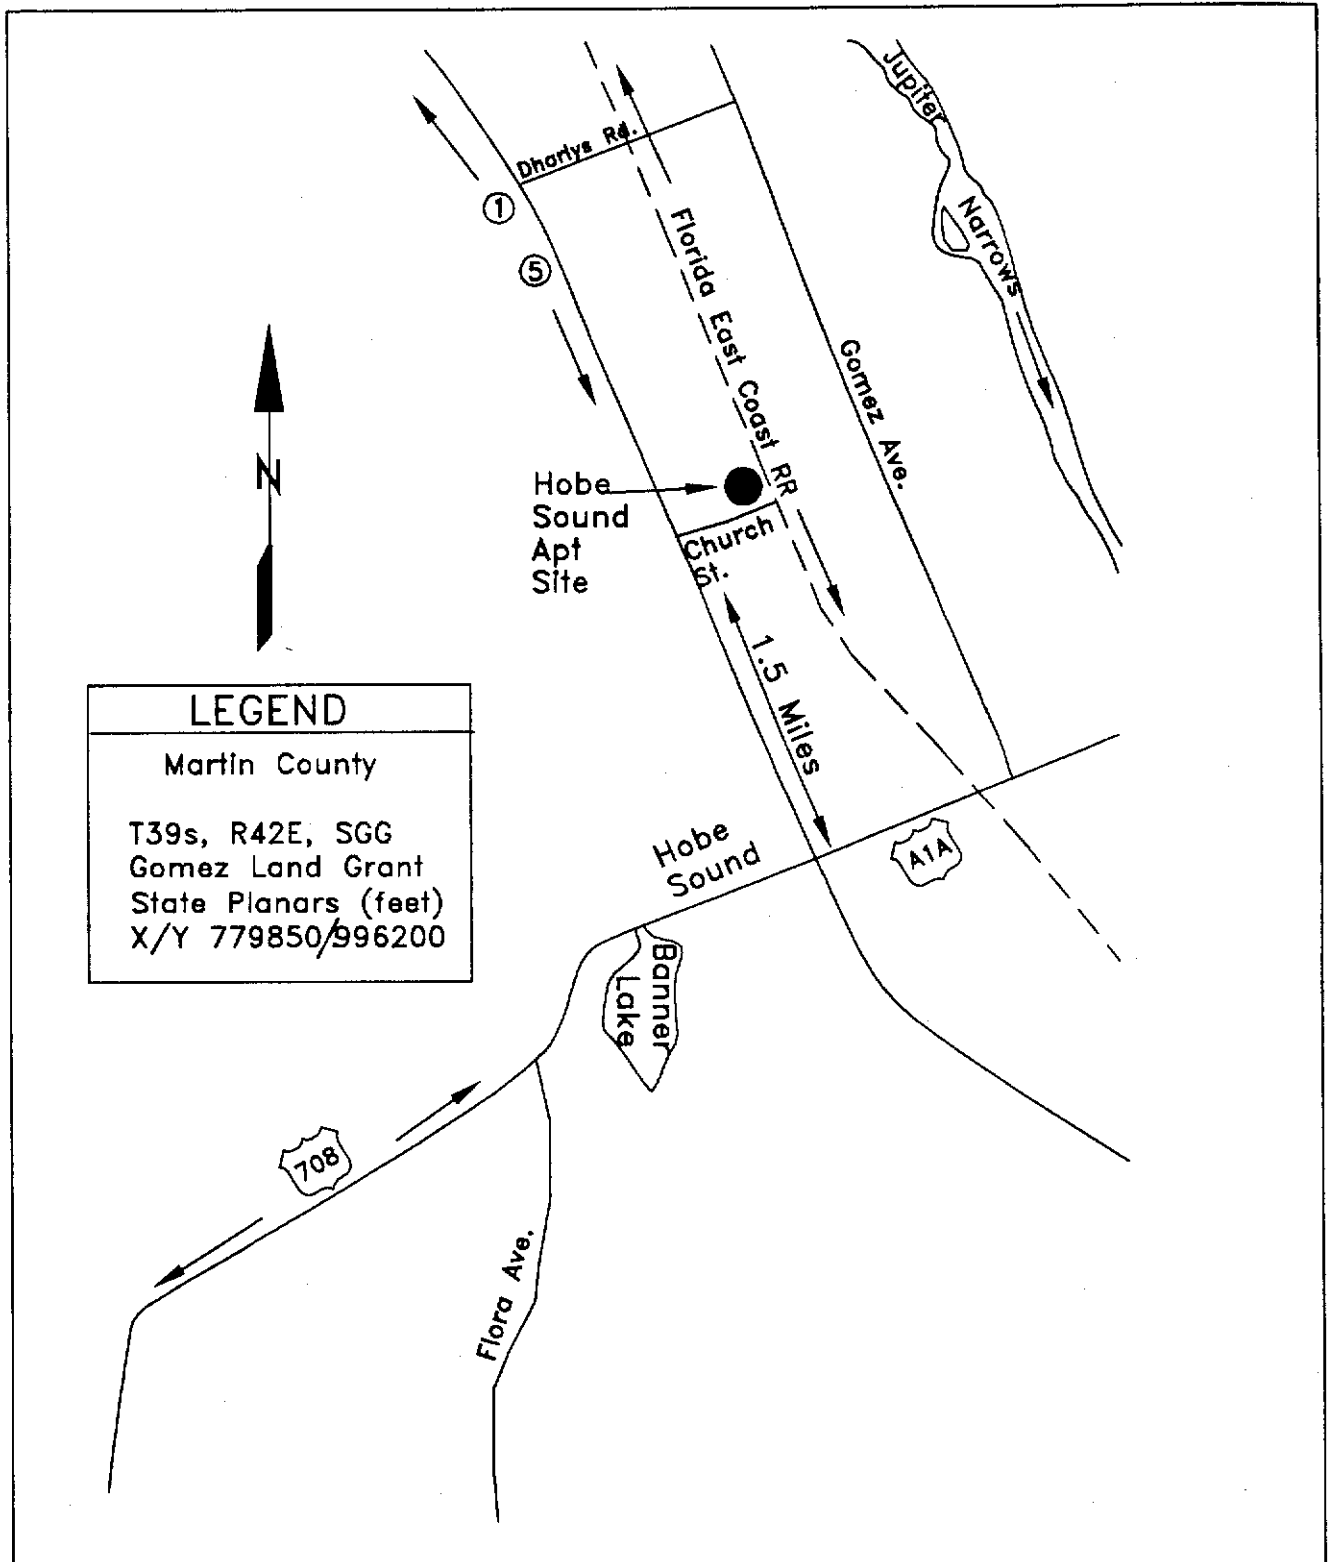 Jupiter
Narrows
Dharlys Rd.
1
5
Florida East Coast RR
Gomez Ave.
N
Hobe
Sound
Apt
Site
Church
St.
1.5 Miles
LEGEND
Martin County
T39s, R42E, SGG
Gomez Land Grant
State Planars (feet)
X/Y 779850/996200
Hobe
Sound
A1A
Banner
Lake
708
Flora Ave.